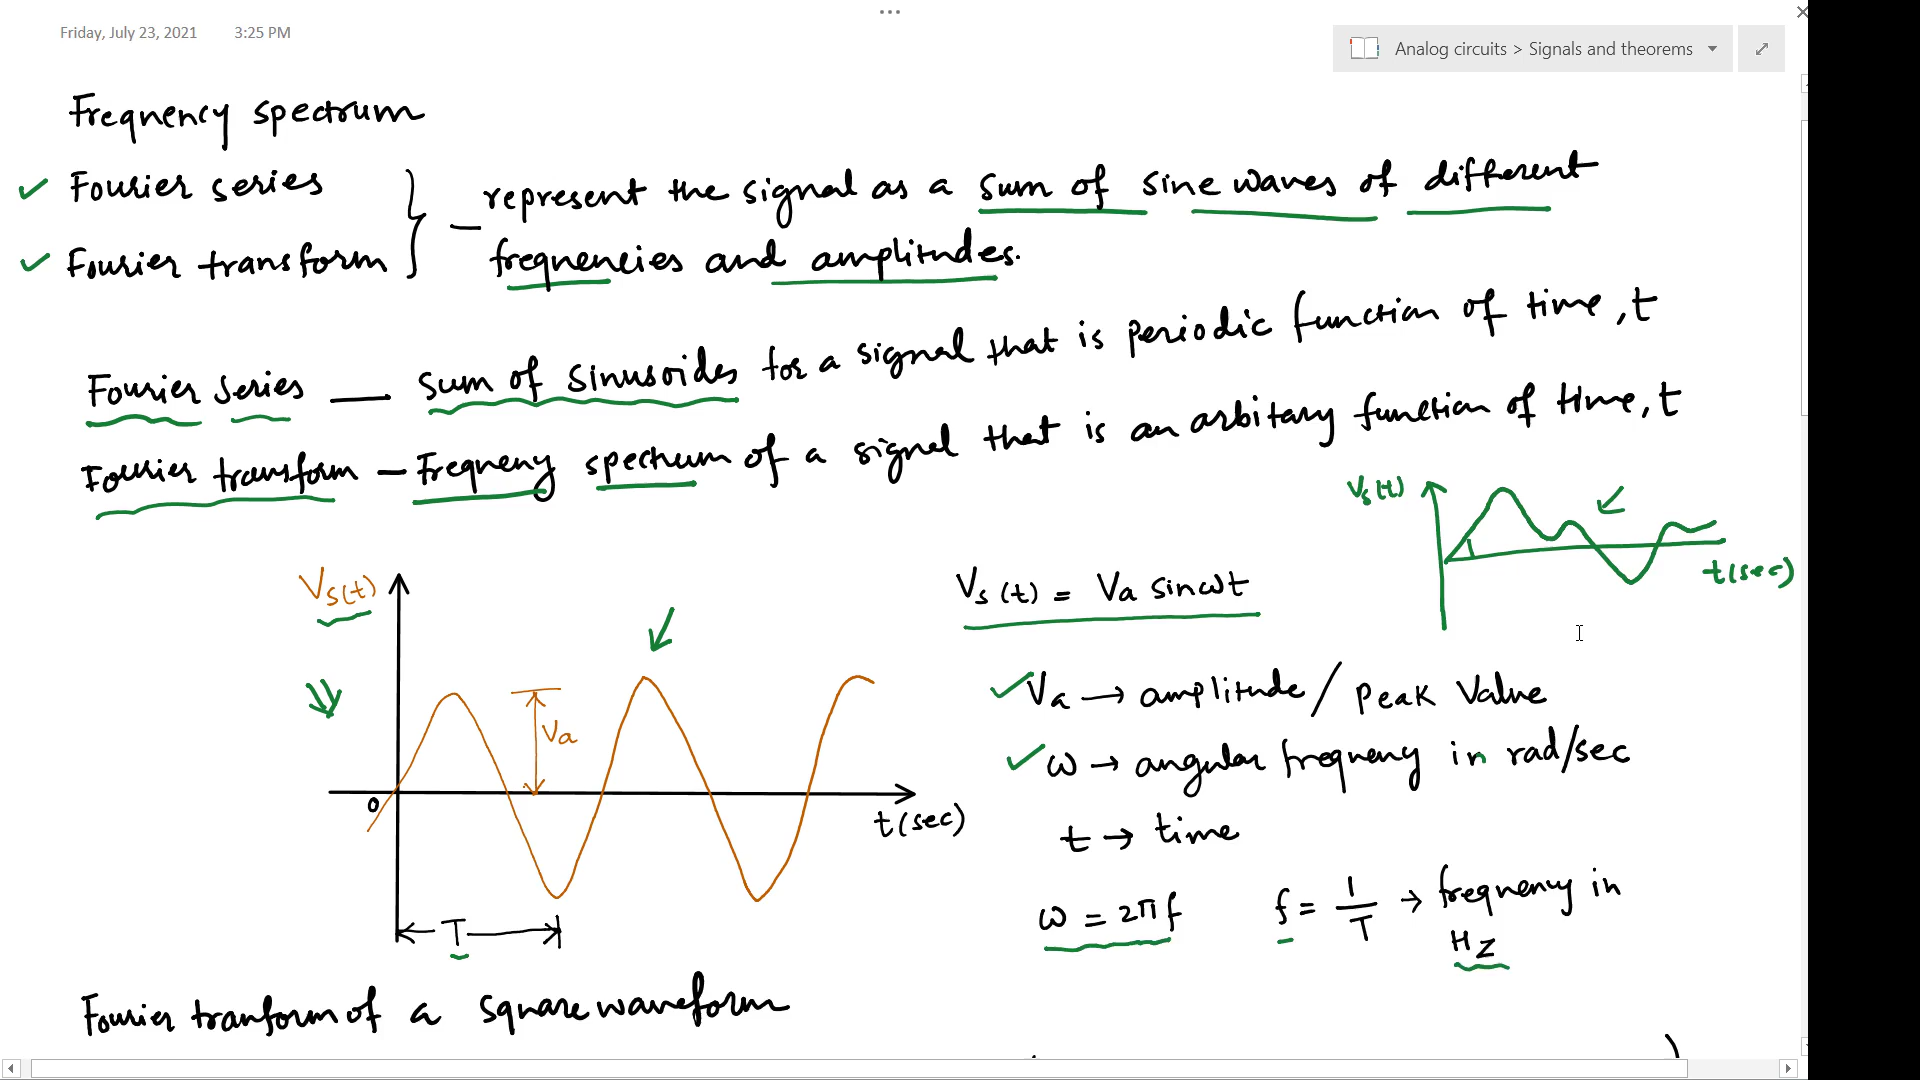 Friday, July 23, 2021 3:25 PM
Analog circuits > Signals and theorems
Frequency spectrum
Fourier series
Fourier transform
represent the signal as a sum of sine waves of different
frequencies and amplitudes.
Fourier series — sum of sinusoids for a signal that is periodic function of time, t
Fourier transform - Frequeny spectrum of a signal that is an arbitary function of time, t
Vs(t)
t(sec)
Vs(t)
Va
0
t(sec)
T
Vs(t) = Va sinωt
Va → amplitude/ peak value
ω → angular frequeny in rad/sec
t → time
ω = 2πf f = 1/T → frequency in
Hz
Fourier tranform of a square waveform